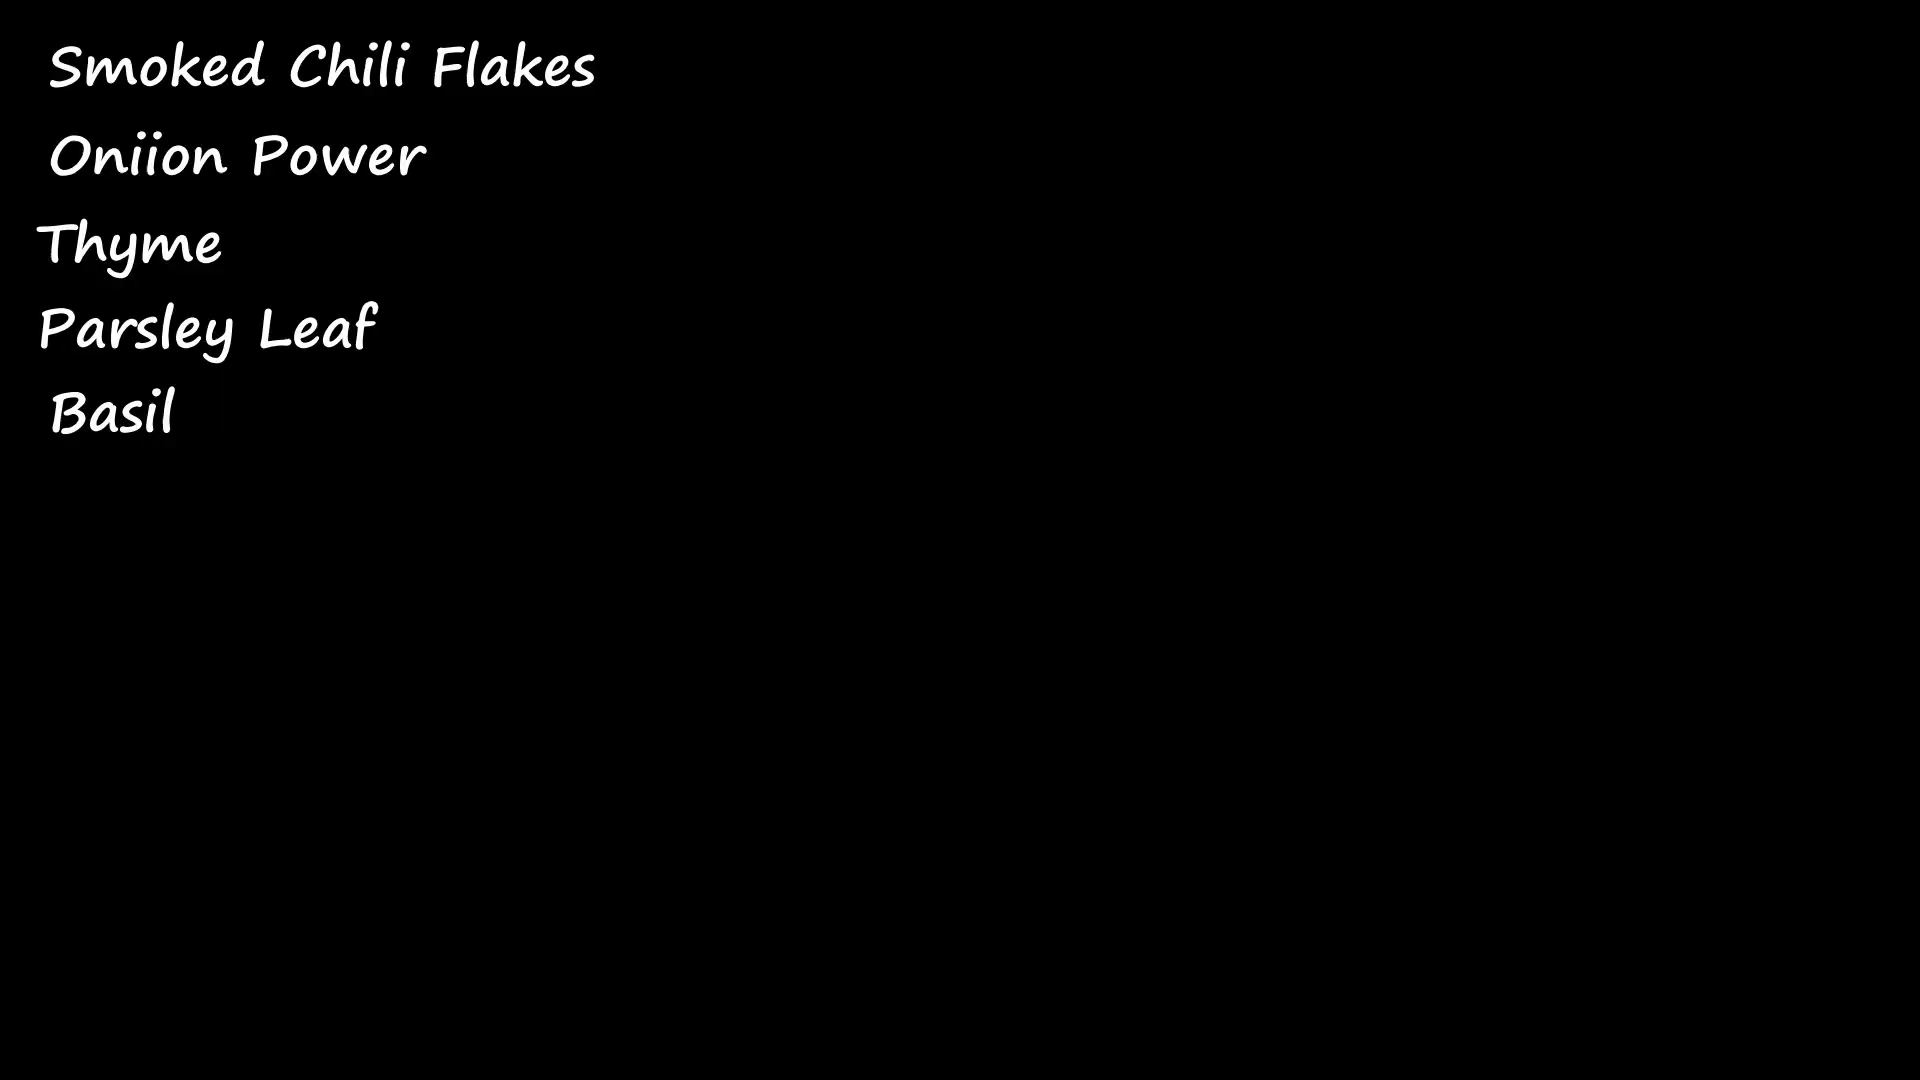 Smoked Chili Flakes
Oniion Power
Thyme
Parsley Leaf
Basil